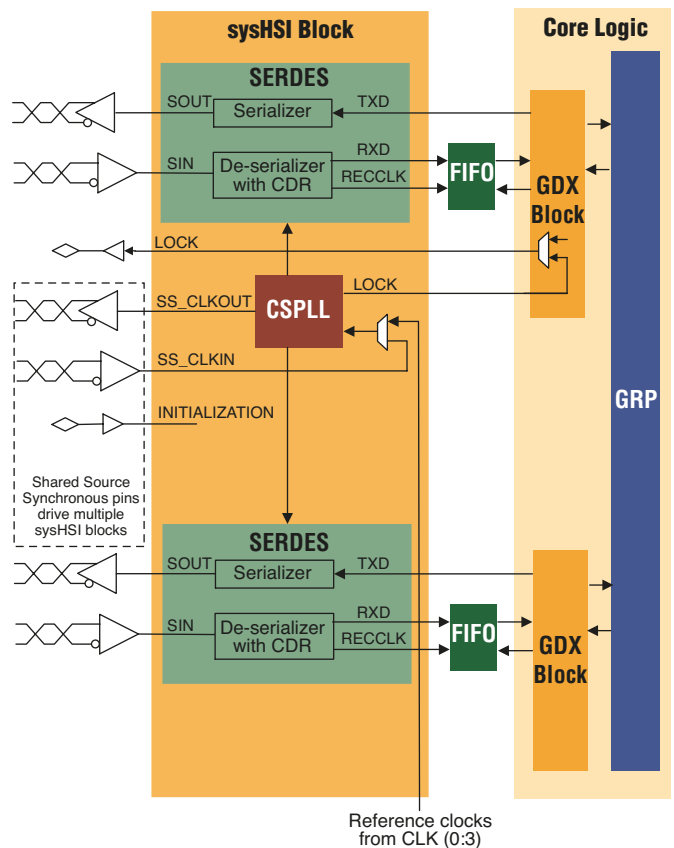 sysHSI Block
Core Logic
SERDES
SOUT
Serializer
TXD
SIN
De-serializer
with CDR
RXD
RECCLK
FIFO
GDX
Block
LOCK
SS_CLKOUT
CSPLL
LOCK
SS_CLKIN
GRP
INITIALIZATION
Shared Source
Synchronous pins
drive multiple
sysHSI blocks
SERDES
SOUT
Serializer
TXD
SIN
De-serializer
with CDR
RXD
RECCLK
FIFO
GDX
Block
Reference clocks
from CLK (0:3)